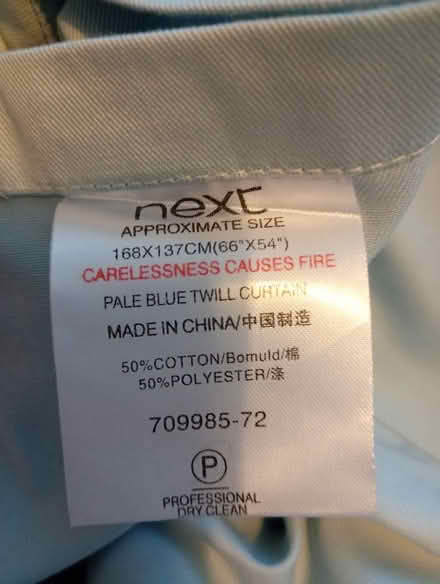 next
APPROXIMATE SIZE
168X137CM(66"X54")
CARELESSNESS CAUSES FIRE
PALE BLUE TWILL CURTAIN
MADE IN CHINA/中国制造
50%COTTON/Bomuld/棉
50%POLYESTER/涤
709985-72
P
PROFESSIONAL
DRY CLEAN